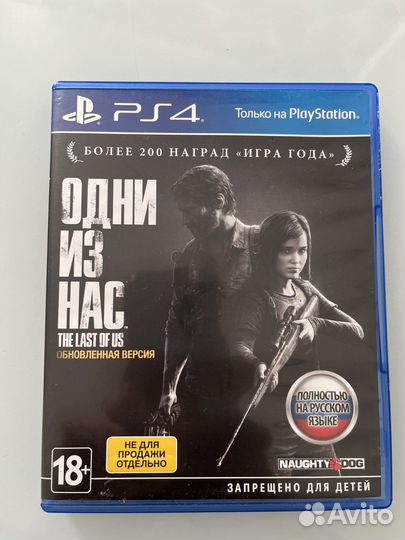 PS4
Только на PlayStation®
БОЛЕЕ 200 НАГРАД «ИГРА ГОДА»
ОДНИ
ИЗ
НАС
THE LAST OF US
ОБНОВЛЕННАЯ ВЕРСИЯ
ПОЛНОСТЬЮ
НА РУССКОМ
ЯЗЫКЕ
НЕ ДЛЯ
ПРОДАЖИ
ОТДЕЛЬНО
18+
NAUGHTY DOG
ЗАПРЕЩЕНО ДЛЯ ДЕТЕЙ
Avito